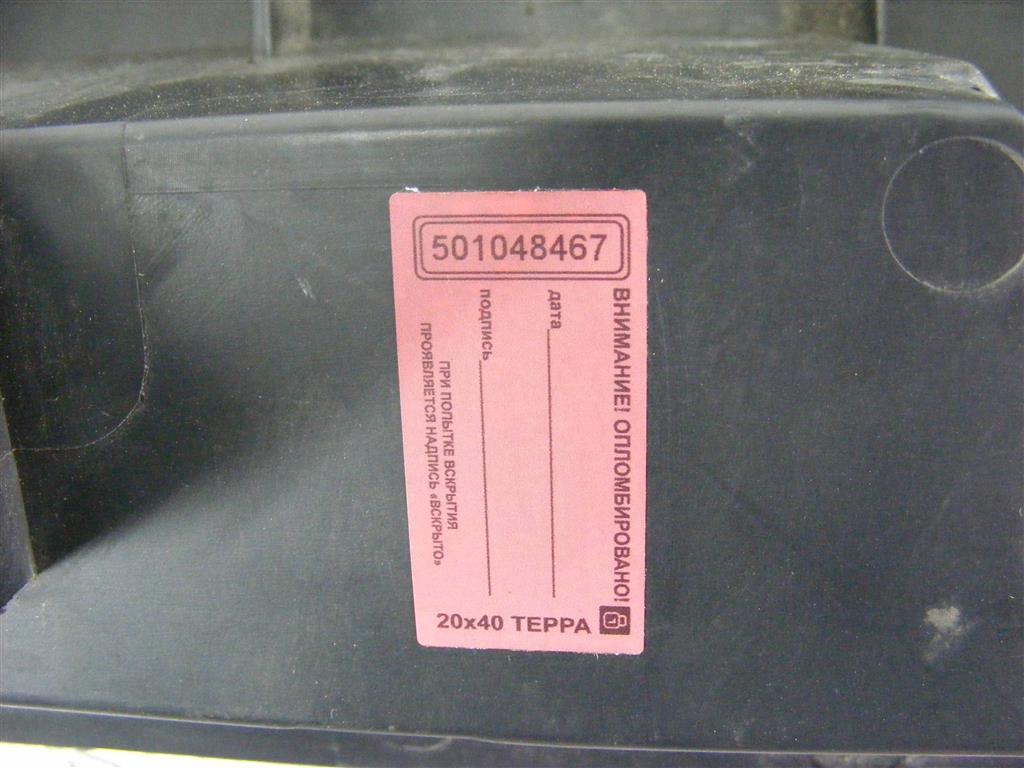 501048467
ВНИМАНИЕ! ОПЛОМБИРОВАНО!
дата
подпись
ПРИ ПОПЫТКЕ ВСКРЫТИЯ
ПРОЯВЛЯЕТСЯ НАДПИСЬ «ВСКРЫТО»
20x40 ТЕРРА